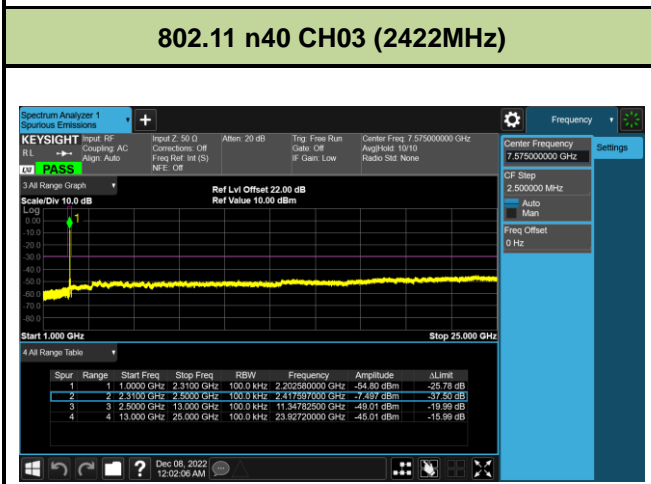 802.11 n40 CH03 (2422MHz)
Spectrum Analyzer 1
Spurious Emissions
+
Frequency
KEYSIGHT
RL
LXI
PASS
Input: RF
Coupling: AC
Align: Auto
Input Z: 50 Ω
Corrections: Off
Freq Ref: Int (S)
NFE: Off
Atten: 20 dB
Trig: Free Run
Gate: Off
IF Gain: Low
Center Freq: 7.575000000 GHz
Avg|Hold: 10/10
Radio Std: None
Center Frequency
7.575000000 GHz
Settings
CF Step
2.500000 MHz
Auto
Man
Freq Offset
0 Hz
3 All Range Graph
Scale/Div 10.0 dB
Ref Lvl Offset 22.00 dB
Ref Value 10.00 dBm
Log
0.00
-10.0
-20.0
-30.0
-40.0
-50.0
-60.0
-70.0
-80.0
1
Start 1.000 GHz
Stop 25.000 GHz
4 All Range Table
Spur Range Start Freq Stop Freq RBW Frequency Amplitude ΔLimit
1 1 1.0000 GHz 2.3100 GHz 100.0 kHz 2.202580000 GHz -54.80 dBm -25.78 dB
2 2 2.3100 GHz 2.5000 GHz 100.0 kHz 2.417597000 GHz -7.497 dBm -37.50 dB
3 3 2.5000 GHz 13.000 GHz 100.0 kHz 11.34782500 GHz -49.01 dBm -19.99 dB
4 4 13.000 GHz 25.000 GHz 100.0 kHz 23.92720000 GHz -45.01 dBm -15.99 dB
?
Dec 08, 2022
12:02:06 AM